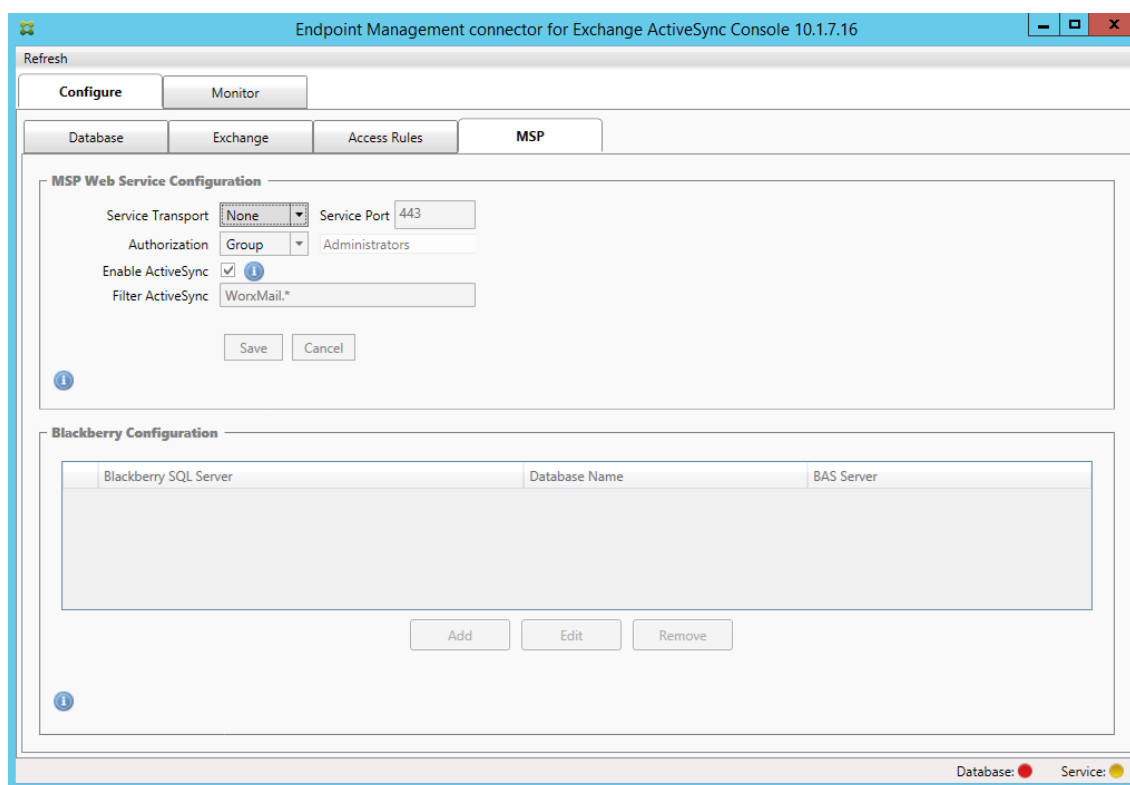 Endpoint Management connector for Exchange ActiveSync Console 10.1.7.16
Refresh
Configure Monitor
Database Exchange Access Rules MSP
MSP Web Service Configuration
Service Transport None Service Port 443
Authorization Group Administrators
Enable ActiveSync
Filter ActiveSync WorxMail.*
Save Cancel
Blackberry Configuration
Blackberry SQL Server Database Name BAS Server
Add Edit Remove
Database: Service: